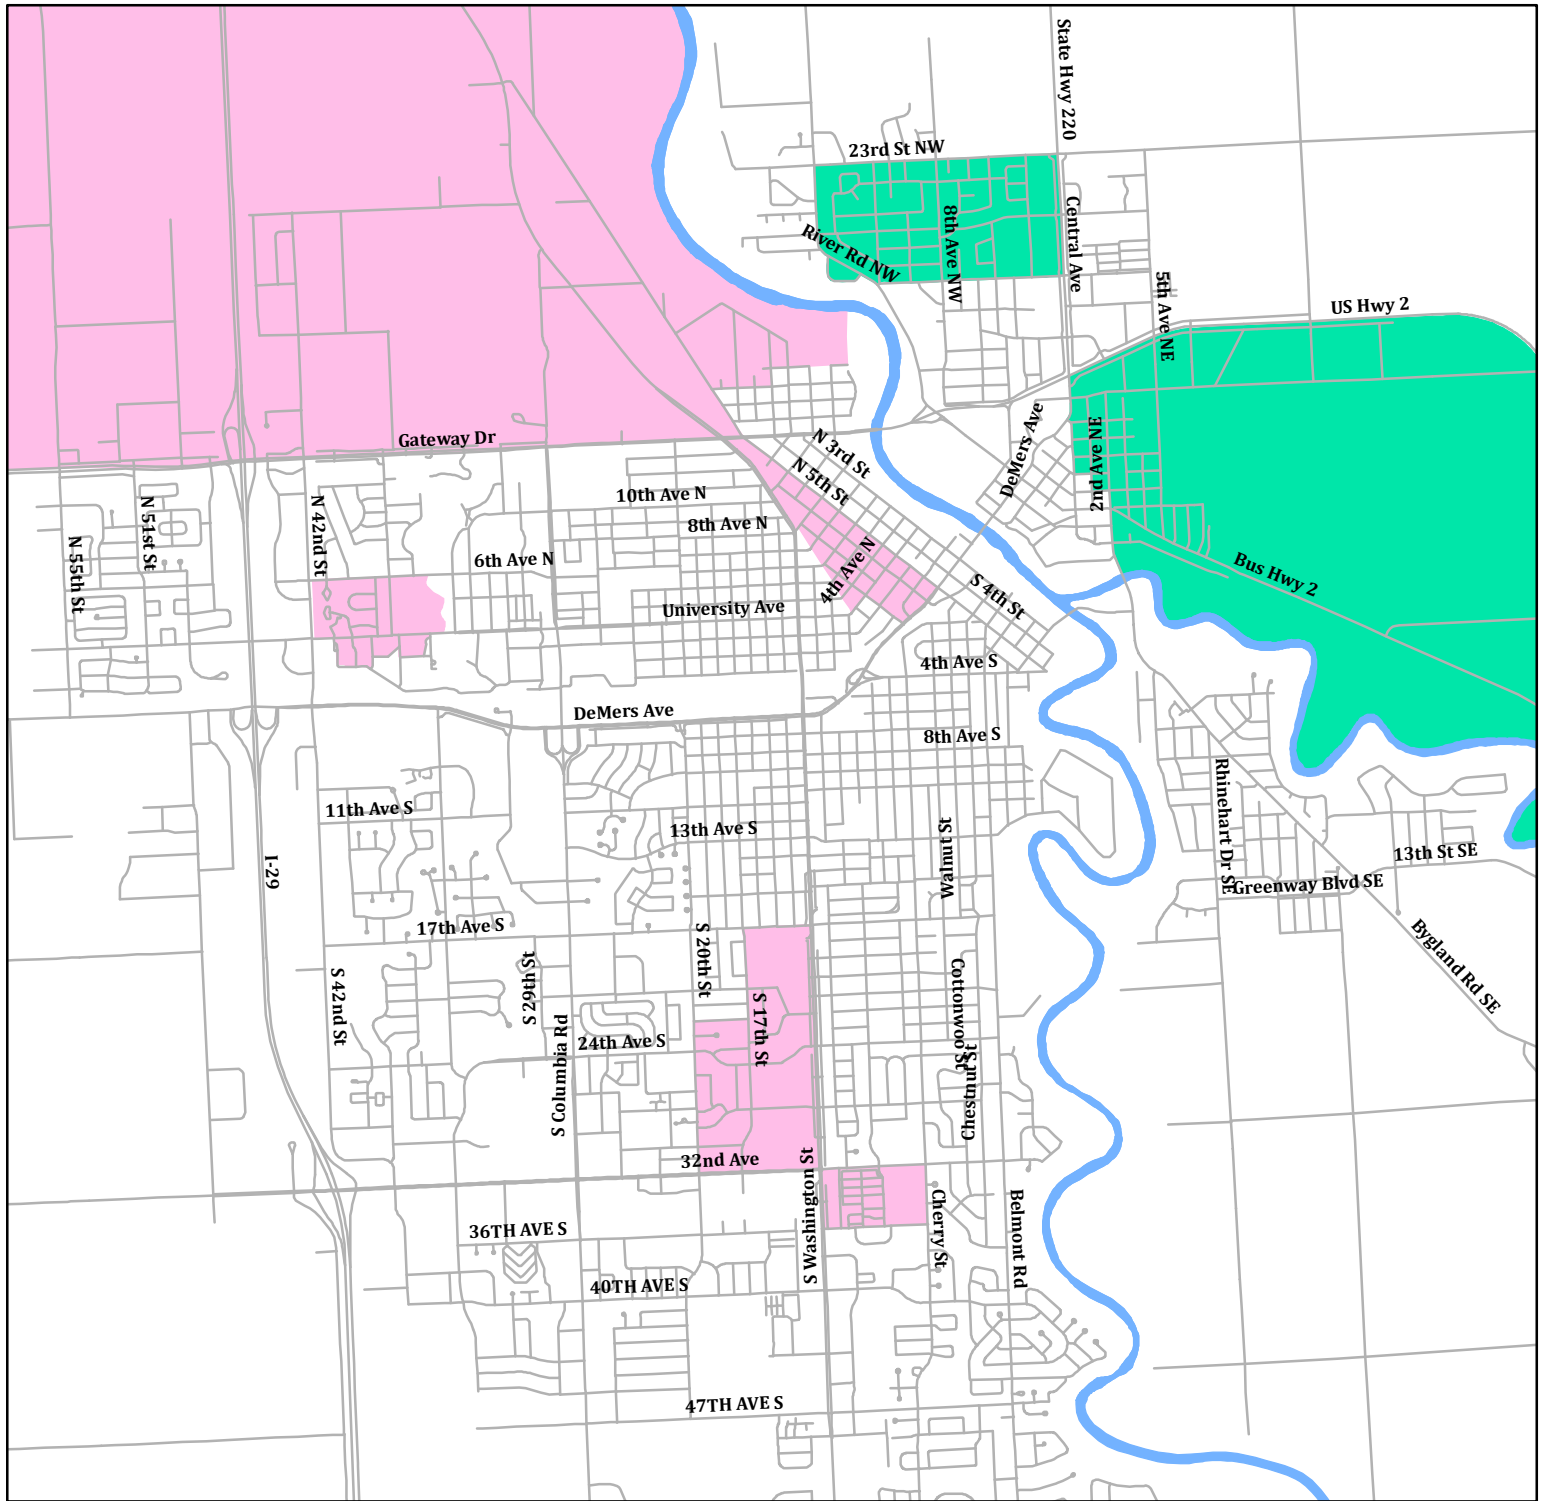 State Hwy 220
23rd St NW
Central Ave
8th Ave NW
River Rd NW
5th Ave NE
US Hwy 2
Gateway Dr
N 3rd St
DeMers Ave
2nd Ave NE
N 5th St
10th Ave N
8th Ave N
N 42nd St
N 51st St
N 55th St
6th Ave N
4th Ave N
University Ave
S 4th St
Bus Hwy 2
4th Ave S
DeMers Ave
8th Ave S
11th Ave S
13th Ave S
Walnut St
Rhinehart Dr SE
13th St SE
Greenway Blvd SE
I-29
17th Ave S
S 20th St
S 29th St
S 42nd St
S 17th St
Cottonwood St
Bygland Rd SE
24th Ave S
S Columbia Rd
Chestnut St
32nd Ave
S Washington St
Cherry St
Belmont Rd
36TH AVE S
40TH AVE S
47TH AVE S